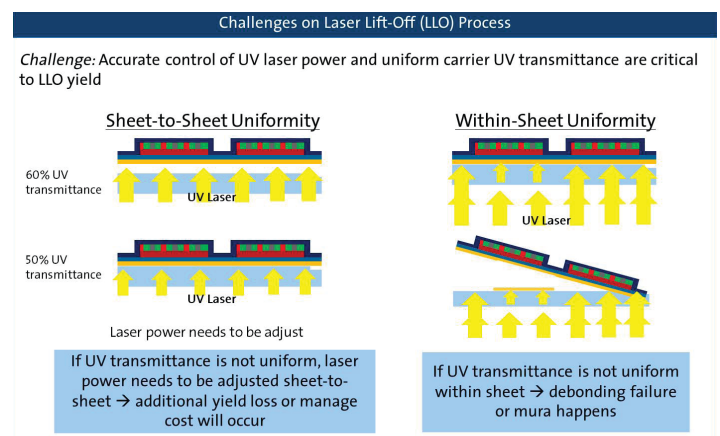 Challenges on Laser Lift-Off (LLO) Process
Challenge: Accurate control of UV laser power and uniform carrier UV transmittance are critical
to LLO yield
Sheet-to-Sheet Uniformity
60% UV
transmittance
UV Laser
50% UV
transmittance
UV Laser
Laser power needs to be adjust
If UV transmittance is not uniform, laser
power needs to be adjusted sheet-to-
sheet → additional yield loss or manage
cost will occur
Within-Sheet Uniformity
UV Laser
If UV transmittance is not uniform
within sheet → debonding failure
or mura happens